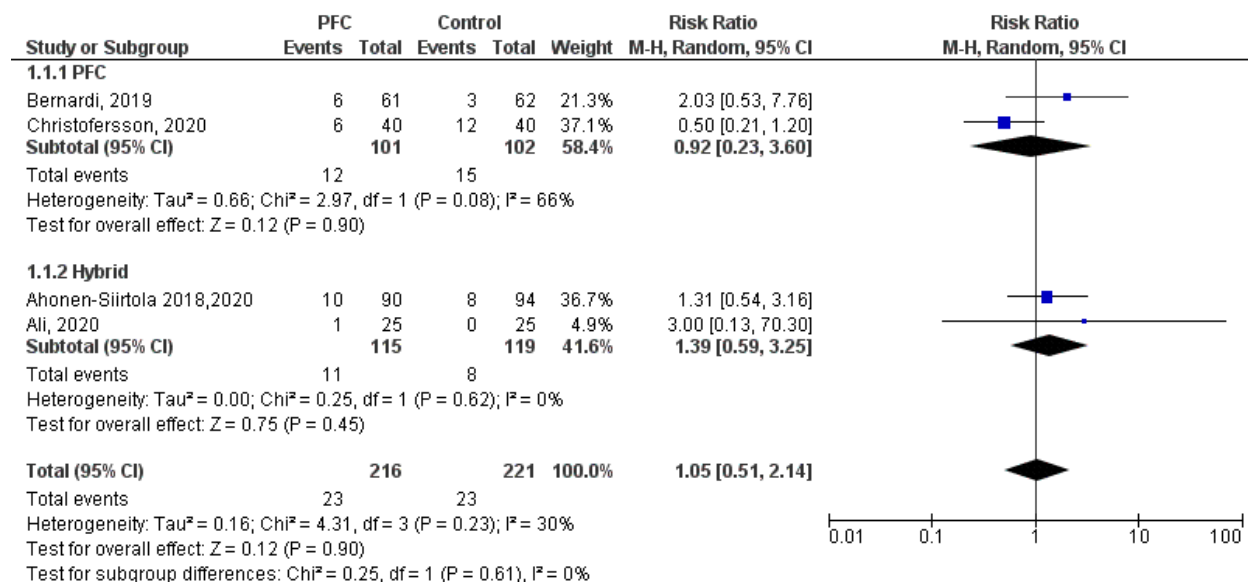 PFC Control Risk Ratio Risk Ratio
Study or Subgroup Events Total Events Total Weight M-H, Random, 95% CI M-H, Random, 95% CI
1.1.1 PFC
Bernardi, 2019 6 61 3 62 21.3% 2.03 [0.53, 7.76]
Christofersson, 2020 6 40 12 40 37.1% 0.50 [0.21, 1.20]
Subtotal (95% CI) 101 102 58.4% 0.92 [0.23, 3.60]
Total events 12 15
Heterogeneity: Tau² = 0.66; Chi² = 2.97, df = 1 (P = 0.08); I² = 66%
Test for overall effect: Z = 0.12 (P = 0.90)
1.1.2 Hybrid
Ahonen-Siirtola 2018,2020 10 90 8 94 36.7% 1.31 [0.54, 3.16]
Ali, 2020 1 25 0 25 4.9% 3.00 [0.13, 70.30]
Subtotal (95% CI) 115 119 41.6% 1.39 [0.59, 3.25]
Total events 11 8
Heterogeneity: Tau² = 0.00; Chi² = 0.25, df = 1 (P = 0.62); I² = 0%
Test for overall effect: Z = 0.75 (P = 0.45)
Total (95% CI) 216 221 100.0% 1.05 [0.51, 2.14]
Total events 23 23
Heterogeneity: Tau² = 0.16; Chi² = 4.31, df = 3 (P = 0.23); I² = 30%
Test for overall effect: Z = 0.12 (P = 0.90)
Test for subgroup differences: Chi² = 0.25, df = 1 (P = 0.61), I² = 0%
0.01 0.1 1 10 100